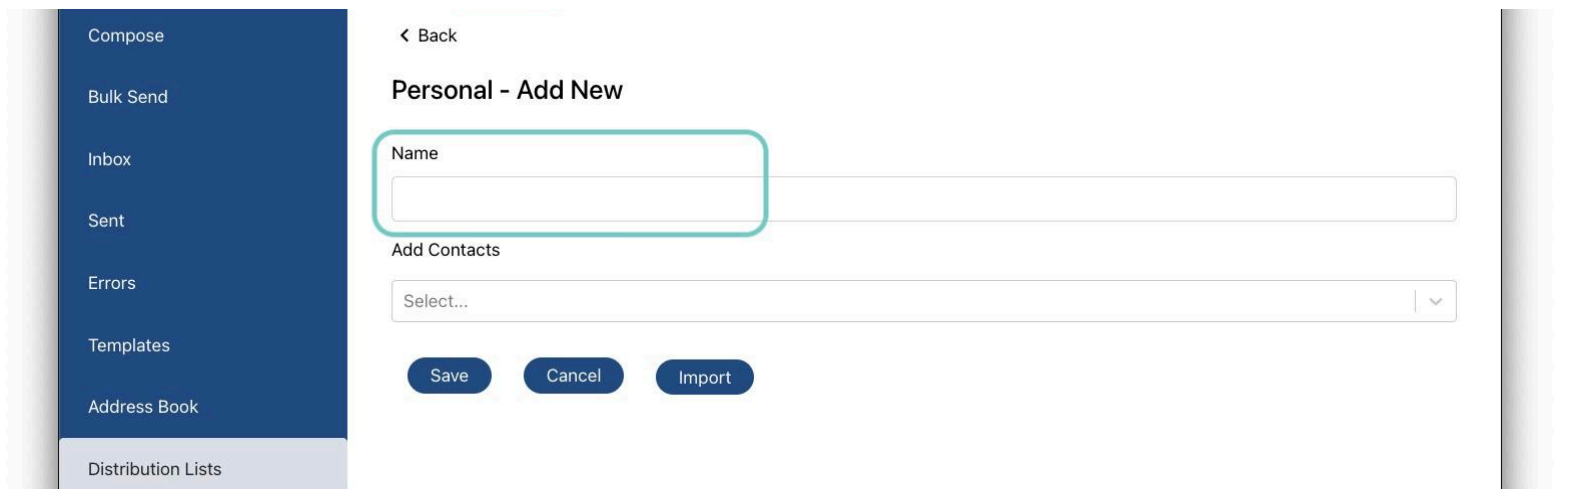 Compose
Bulk Send
Inbox
Sent
Errors
Templates
Address Book
Distribution Lists
Back
Personal - Add New
Name
Add Contacts
Select...
Save Cancel Import